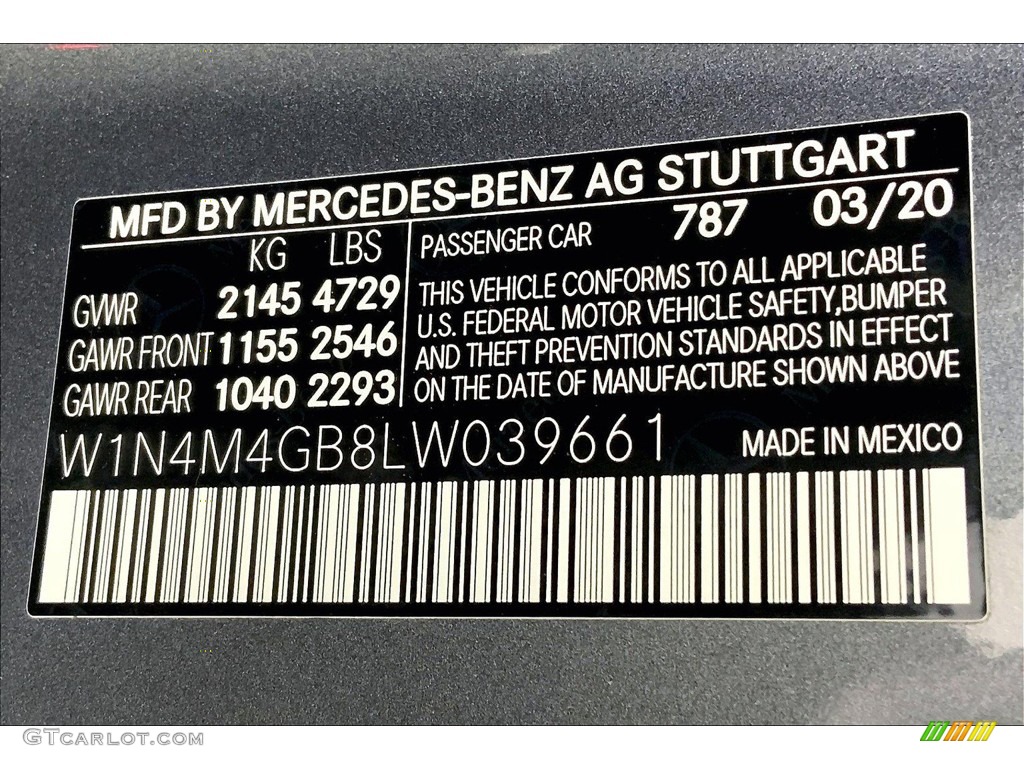 MFD BY MERCEDES-BENZ AG STUTTGART
KG LBS
GVWR 2145 4729
GAWR FRONT 1155 2546
GAWR REAR 1040 2293
PASSENGER CAR 787 03/20
THIS VEHICLE CONFORMS TO ALL APPLICABLE
U.S. FEDERAL MOTOR VEHICLE SAFETY,BUMPER
AND THEFT PREVENTION STANDARDS IN EFFECT
ON THE DATE OF MANUFACTURE SHOWN ABOVE
W1N4M4GB8LW039661 MADE IN MEXICO
GTCARLOT.COM